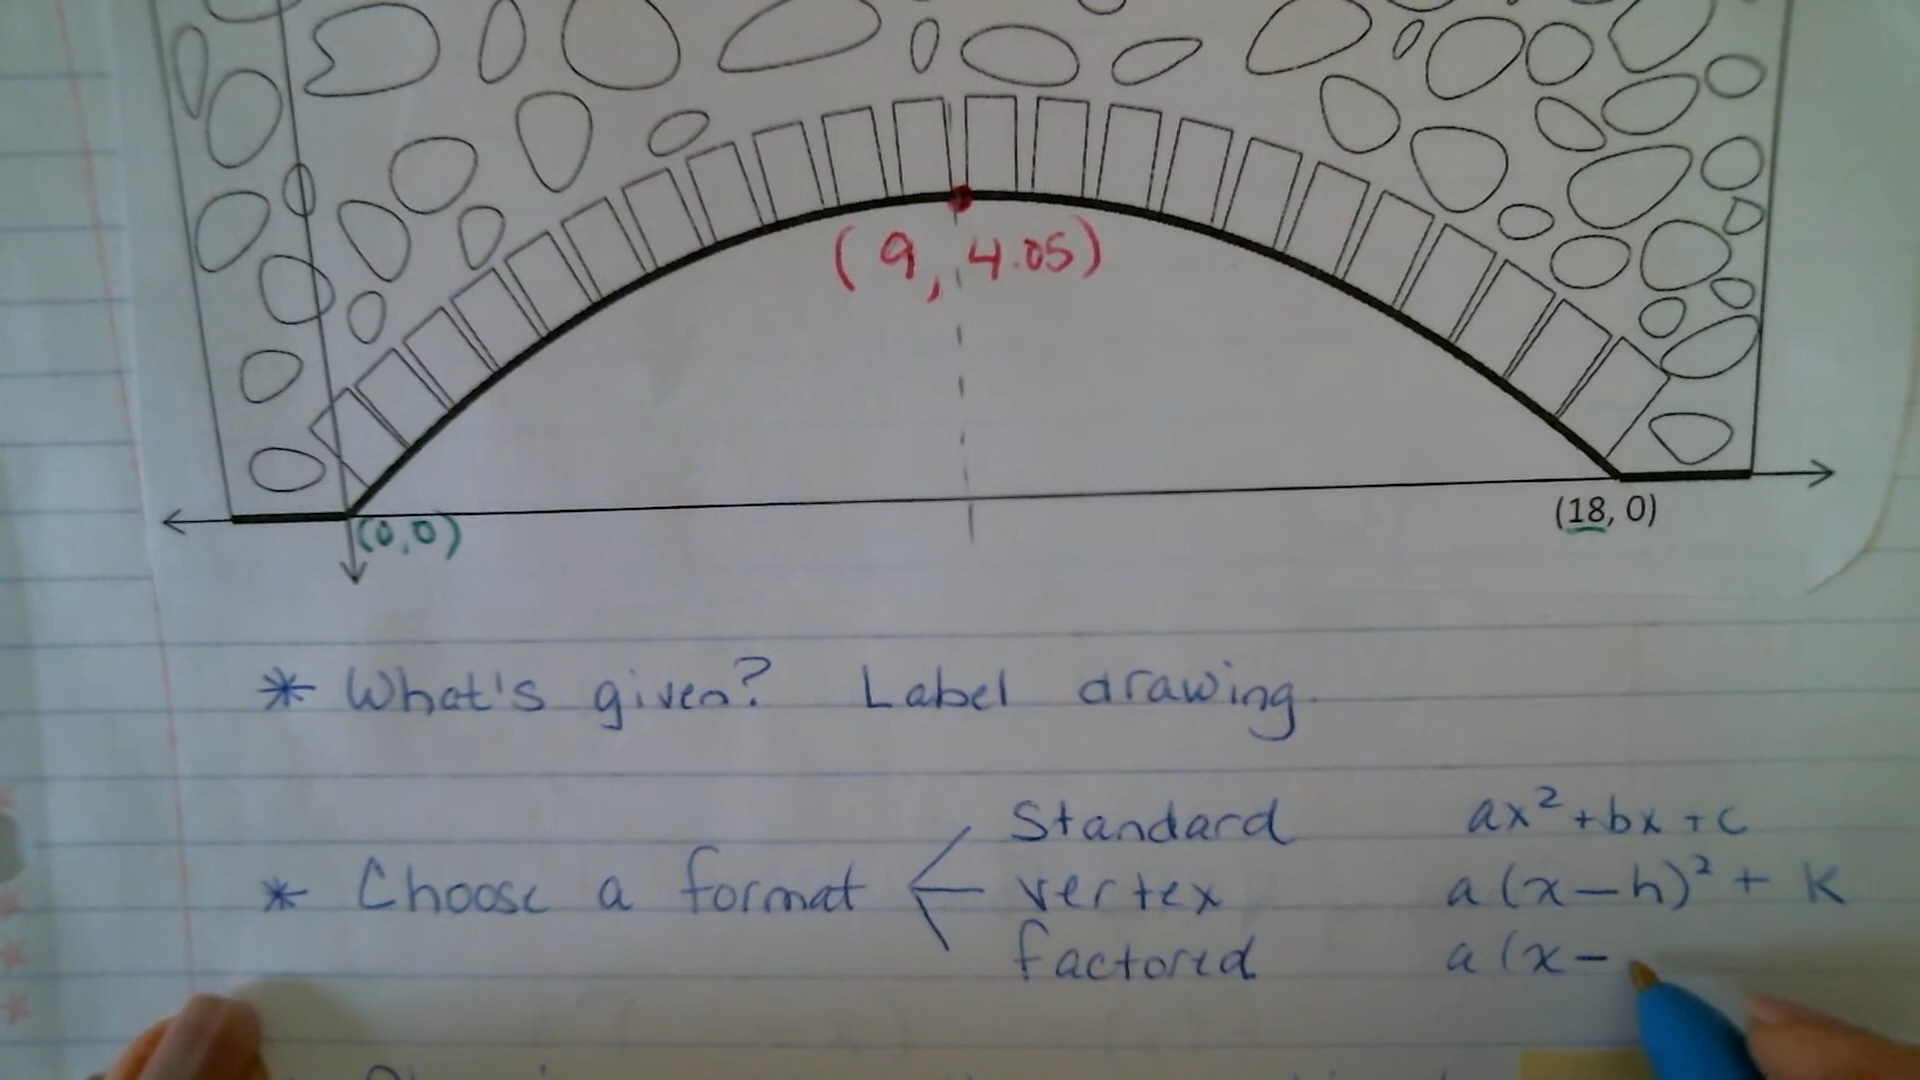 (9, 4.05)
(0,0)
(18, 0)
* What's given? Label drawing.
Standard ax² + bx + c
* Choose a format vertex a(x-h)² + K
factored a(x-